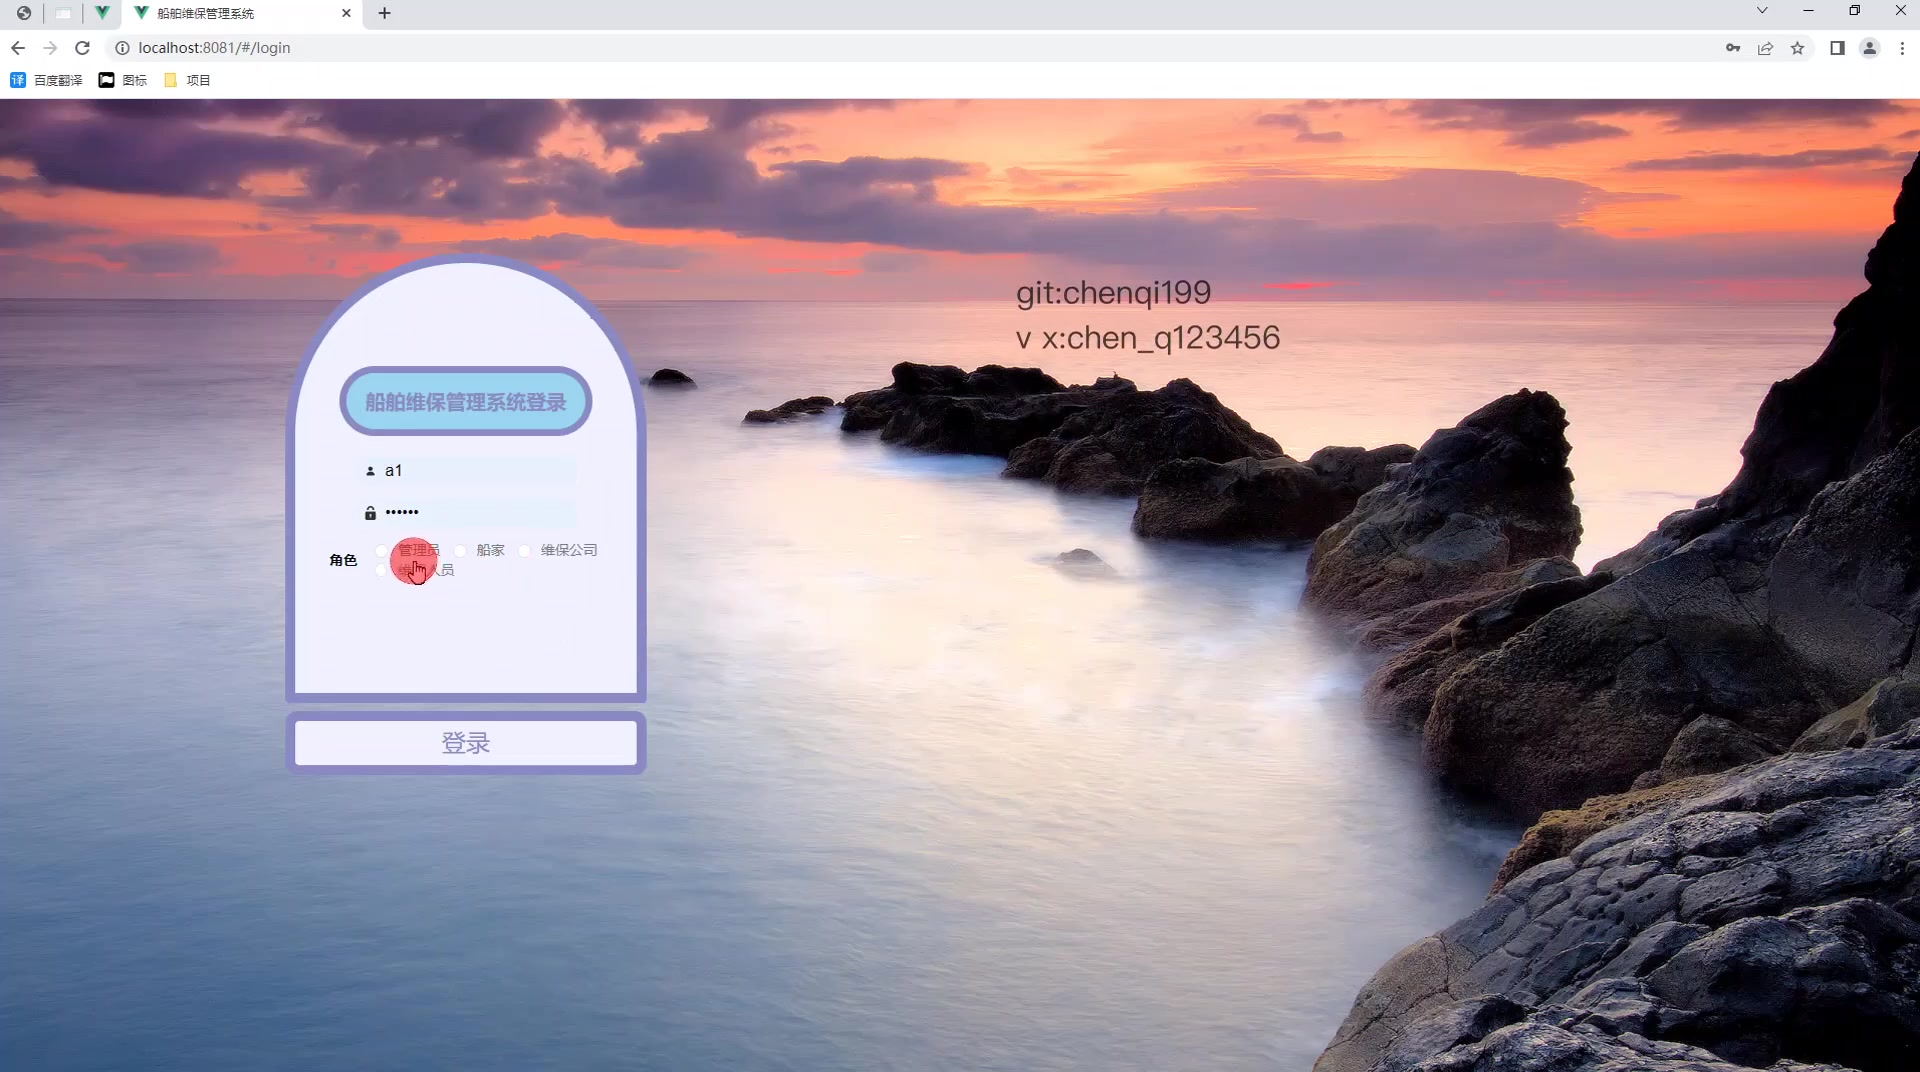 船舶维保管理系统
localhost:8081/#/login
百度翻译 图标 项目
译
git:chenqi199
v x:chen_q123456
船舶维保管理系统登录
a1
••••••
角色 管理员 船家 维保公司
人员
登录